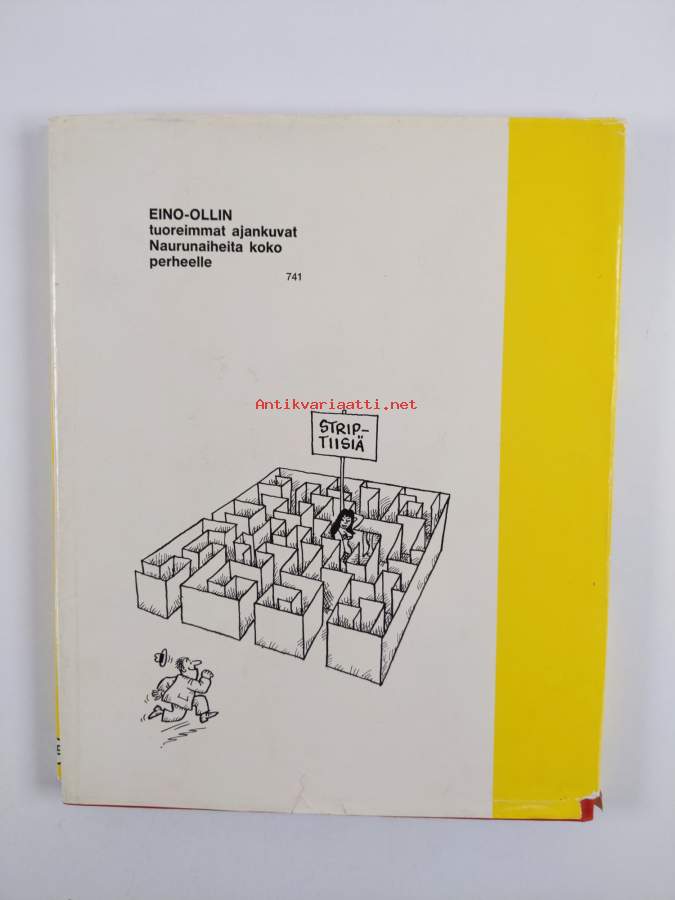 EINO-OLLIN
tuoreimmat ajankuvat
Naurunaiheita koko
perheelle
741
Antikvariaatti.net
STRIP-
TIISIÄ